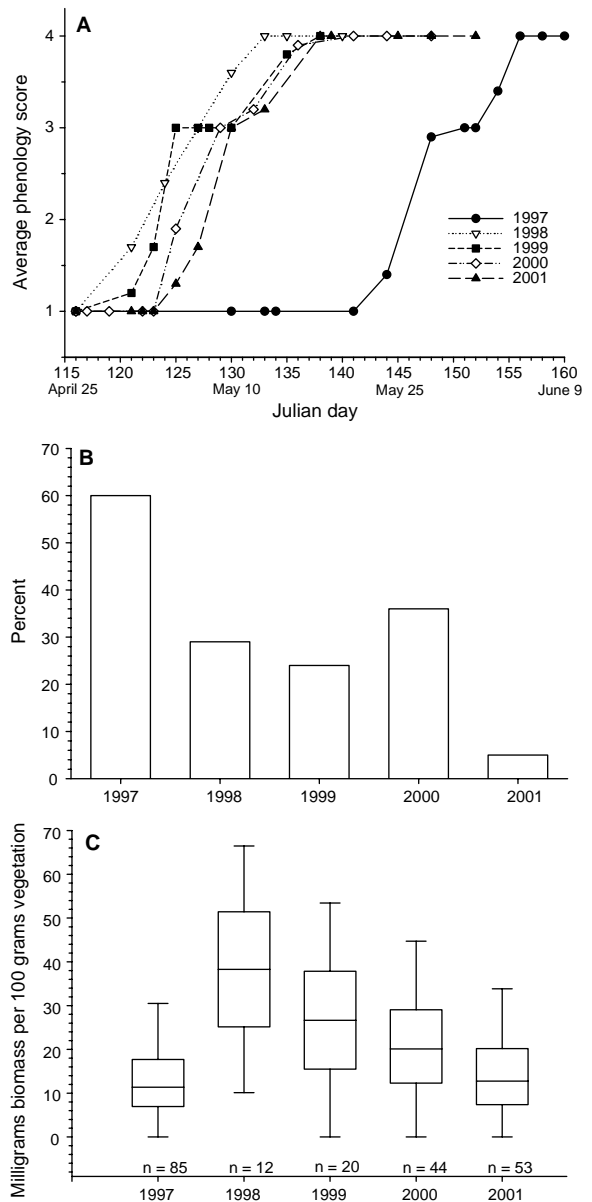 A
Average phenology score
4
3
2
1
1997
1998
1999
2000
2001
115 120 125 130 135 140 145 150 155 160
April 25 May 10 May 25 June 9
Julian day
B
Percent
70
60
50
40
30
20
10
0
1997 1998 1999 2000 2001
C
Milligrams biomass per 100 grams vegetation
70
60
50
40
30
20
10
0
n = 85 n = 12 n = 20 n = 44 n = 53
1997 1998 1999 2000 2001